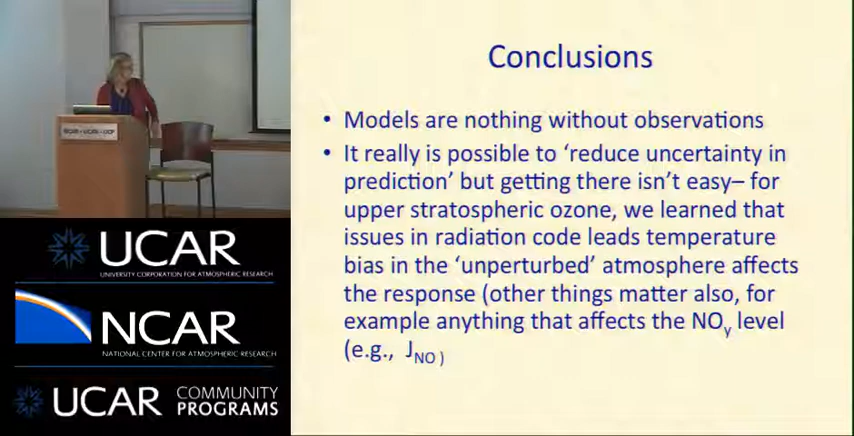 Conclusions
• Models are nothing without observations
• It really is possible to ‘reduce uncertainty in
prediction’ but getting there isn’t easy– for
upper stratospheric ozone, we learned that
issues in radiation code leads temperature
bias in the ‘unperturbed’ atmosphere affects
the response (other things matter also, for
example anything that affects the NOy level
(e.g., JNO )
UCAR
UNIVERSITY CORPORATION FOR ATMOSPHERIC RESEARCH
NCAR
NATIONAL CENTER FOR ATMOSPHERIC RESEARCH
UCAR COMMUNITY
PROGRAMS